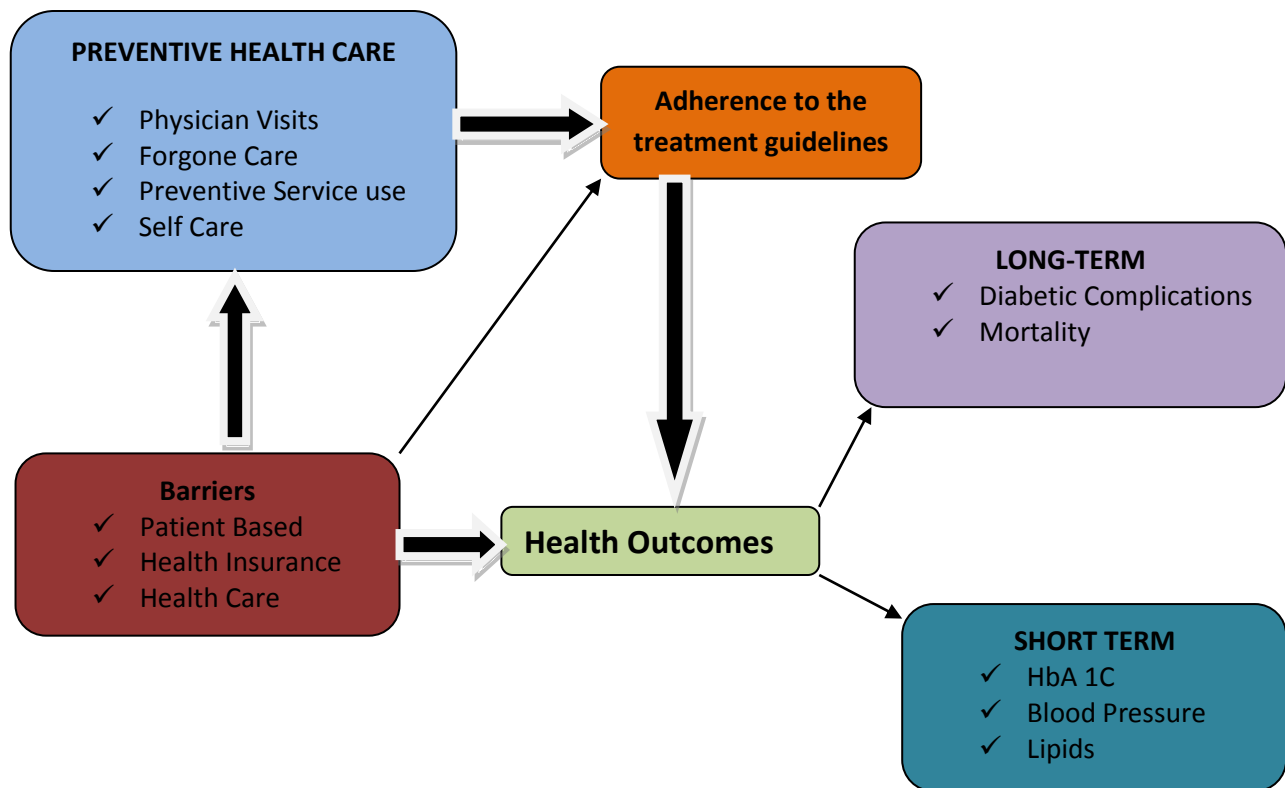 PREVENTIVE HEALTH CARE
✓ Physician Visits
✓ Forgone Care
✓ Preventive Service use
✓ Self Care
Adherence to the
treatment guidelines
LONG-TERM
✓ Diabetic Complications
✓ Mortality
Barriers
✓ Patient Based
✓ Health Insurance
✓ Health Care
Health Outcomes
SHORT TERM
✓ HbA 1C
✓ Blood Pressure
✓ Lipids